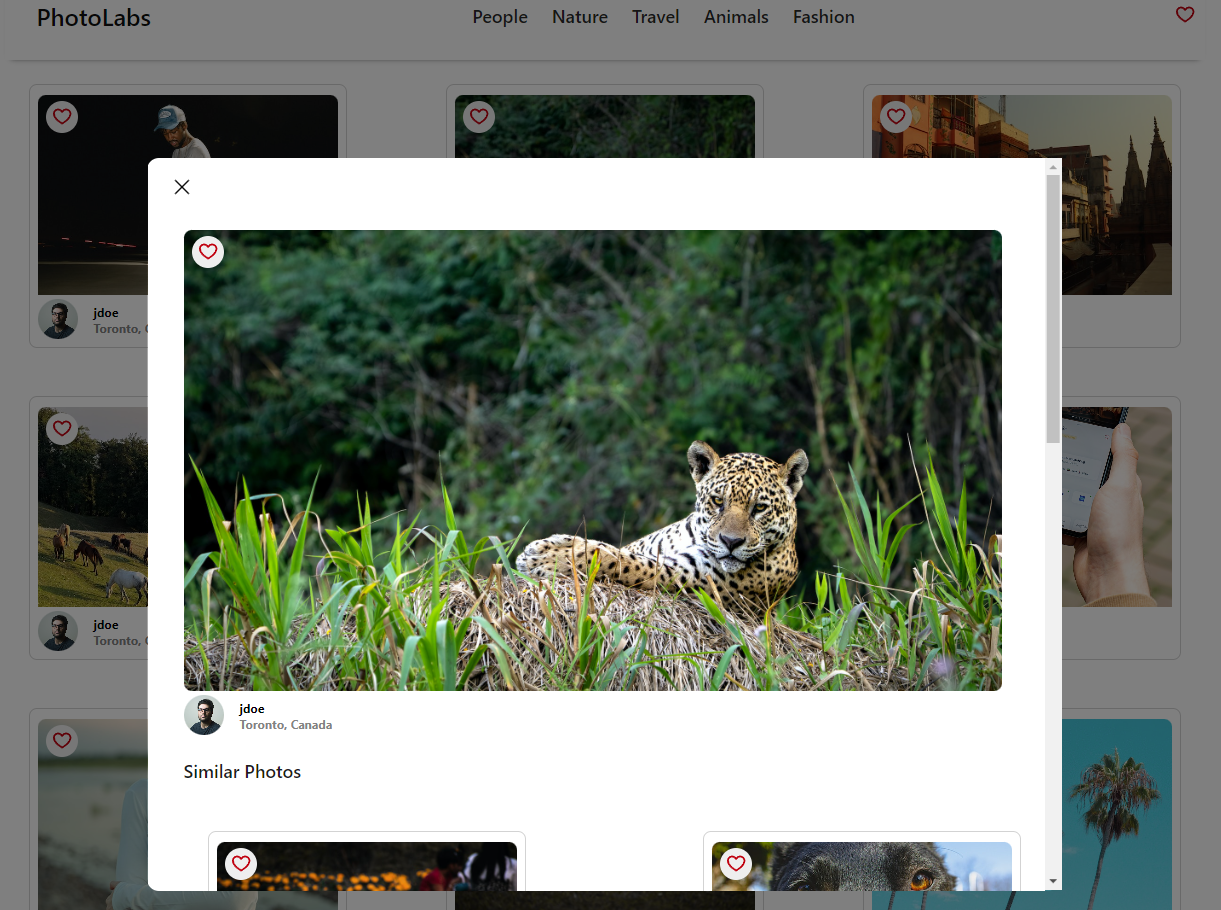 PhotoLabs
People Nature Travel Animals Fashion
jdoe
Toronto,
jdoe
Toronto,
jdoe
Toronto, Canada
Similar Photos